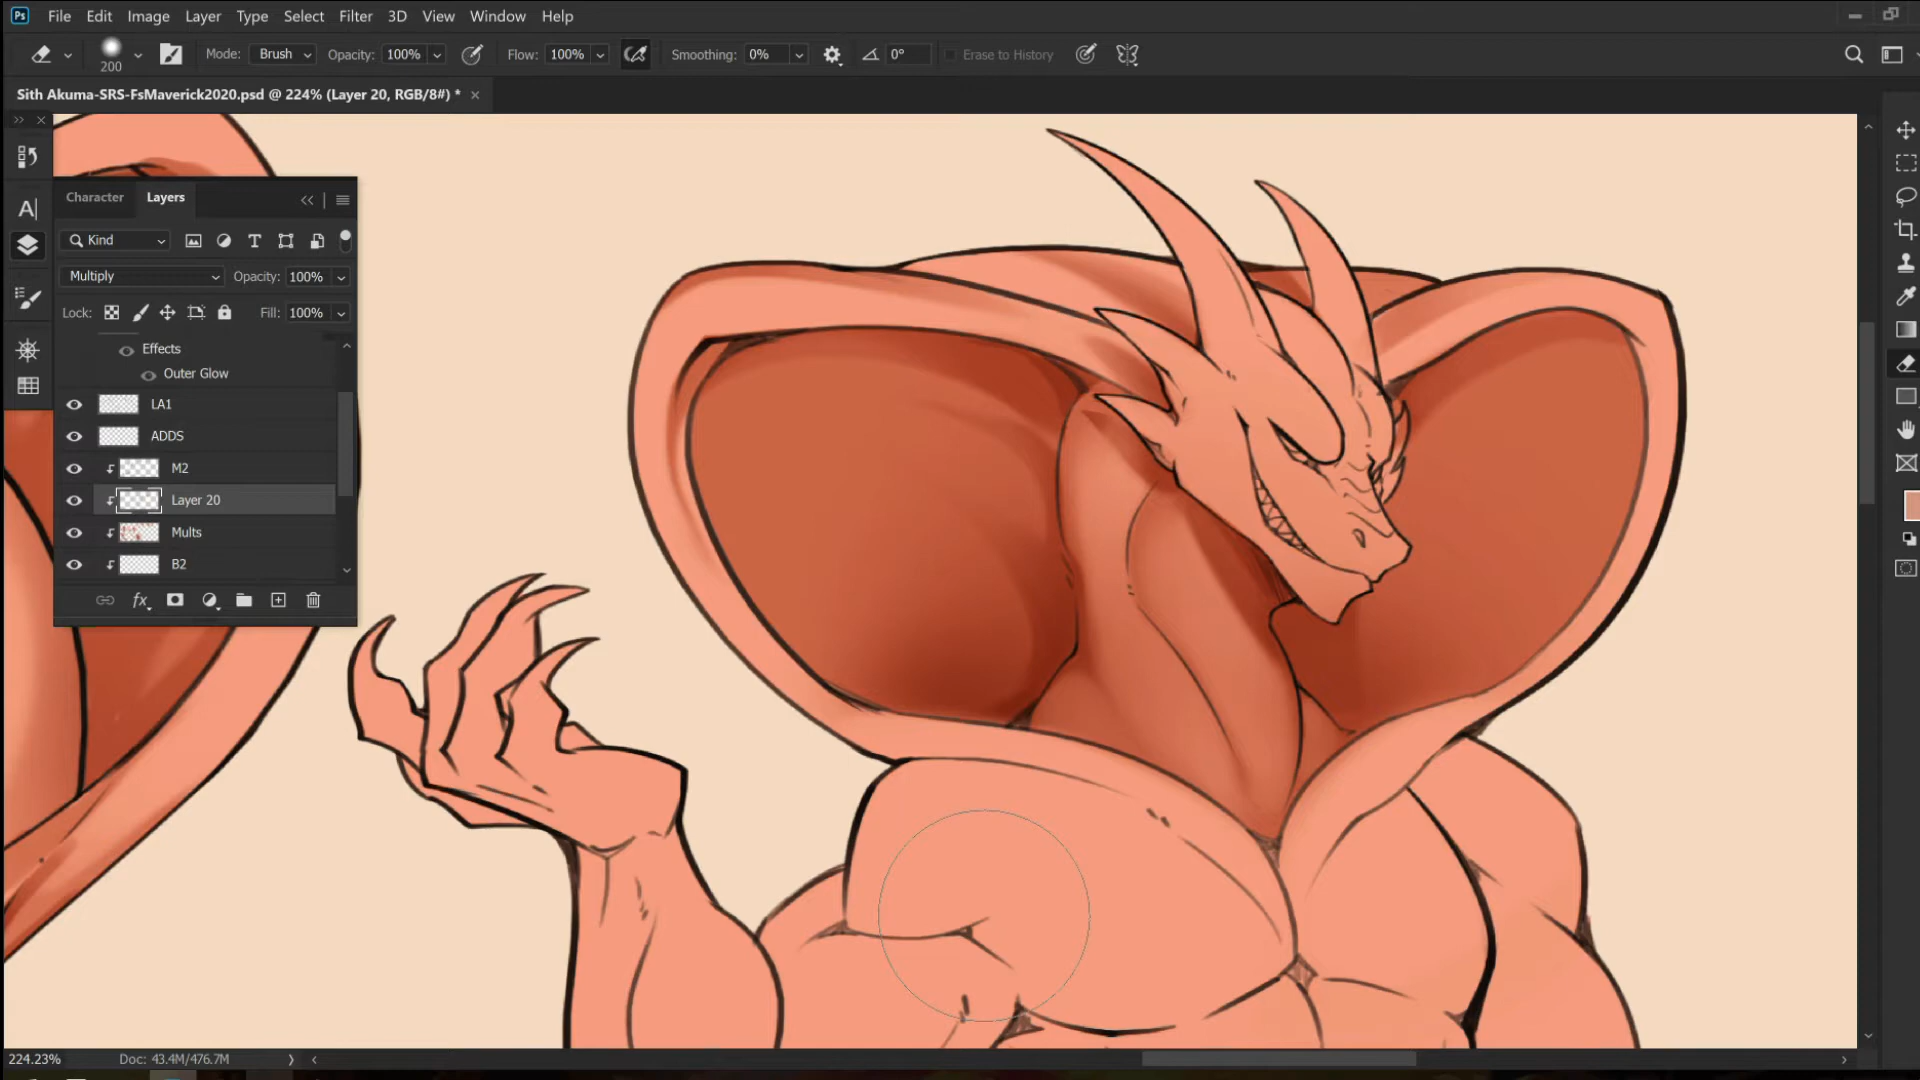 Ps File Edit Image Layer Type Select Filter 3D View Window Help
200 Mode: Brush Opacity: 100% Flow: 100% Smoothing: 0% 0° Erase to History
Sith Akuma-SRS-FsMaverick2020.psd @ 224% (Layer 20, RGB/8#) * ×
Character Layers
Kind
Multiply Opacity: 100%
Lock: Fill: 100%
Effects
Outer Glow
LA1
ADDS
M2
Layer 20
Mults
B2
fx
224.23% Doc: 43.4M/476.7M